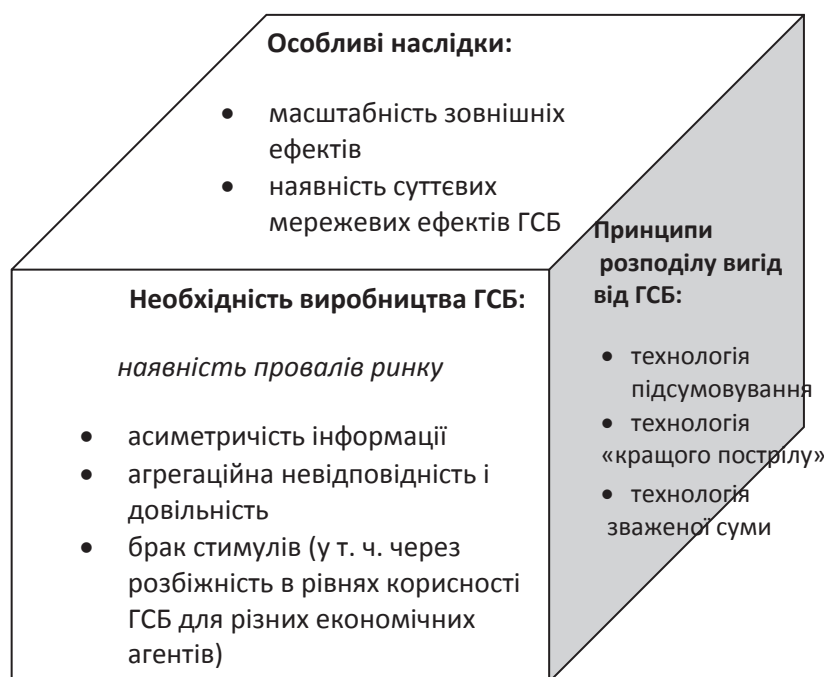 Особливі наслідки:
• масштабність зовнішніх
ефектів
• наявність суттєвих
мережевих ефектів ГСБ
Необхідність виробництва ГСБ:
наявність провалів ринку
• асиметричість інформації
• агрегаційна невідповідність і
довільність
• брак стимулів (у т. ч. через
розбіжність в рівнях корисності
ГСБ для різних економічних
агентів)
Принципи
розподілу вигід
від ГСБ:
• технологія
підсумовування
• технологія
«кращого пострілу»
• технологія
зваженої суми